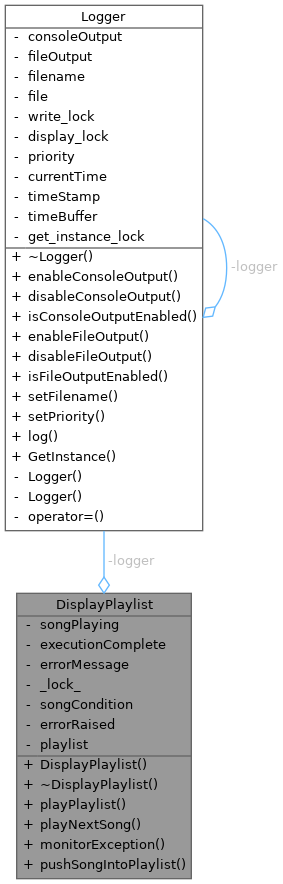 Logger
- consoleOutput
- fileOutput
- filename
- file
- write_lock
- display_lock
- priority
- currentTime
- timeStamp
- timeBuffer
- get_instance_lock
+ ~Logger()
+ enableConsoleOutput()
+ disableConsoleOutput()
+ isConsoleOutputEnabled()
+ enableFileOutput()
+ disableFileOutput()
+ isFileOutputEnabled()
+ setFilename()
+ setPriority()
+ log()
+ GetInstance()
- Logger()
- Logger()
- operator=()
-logger
-logger
DisplayPlaylist
- songPlaying
- executionComplete
- errorMessage
- _lock_
- songCondition
- errorRaised
- playlist
+ DisplayPlaylist()
+ ~DisplayPlaylist()
+ playPlaylist()
+ playNextSong()
+ monitorException()
+ pushSongIntoPlaylist()